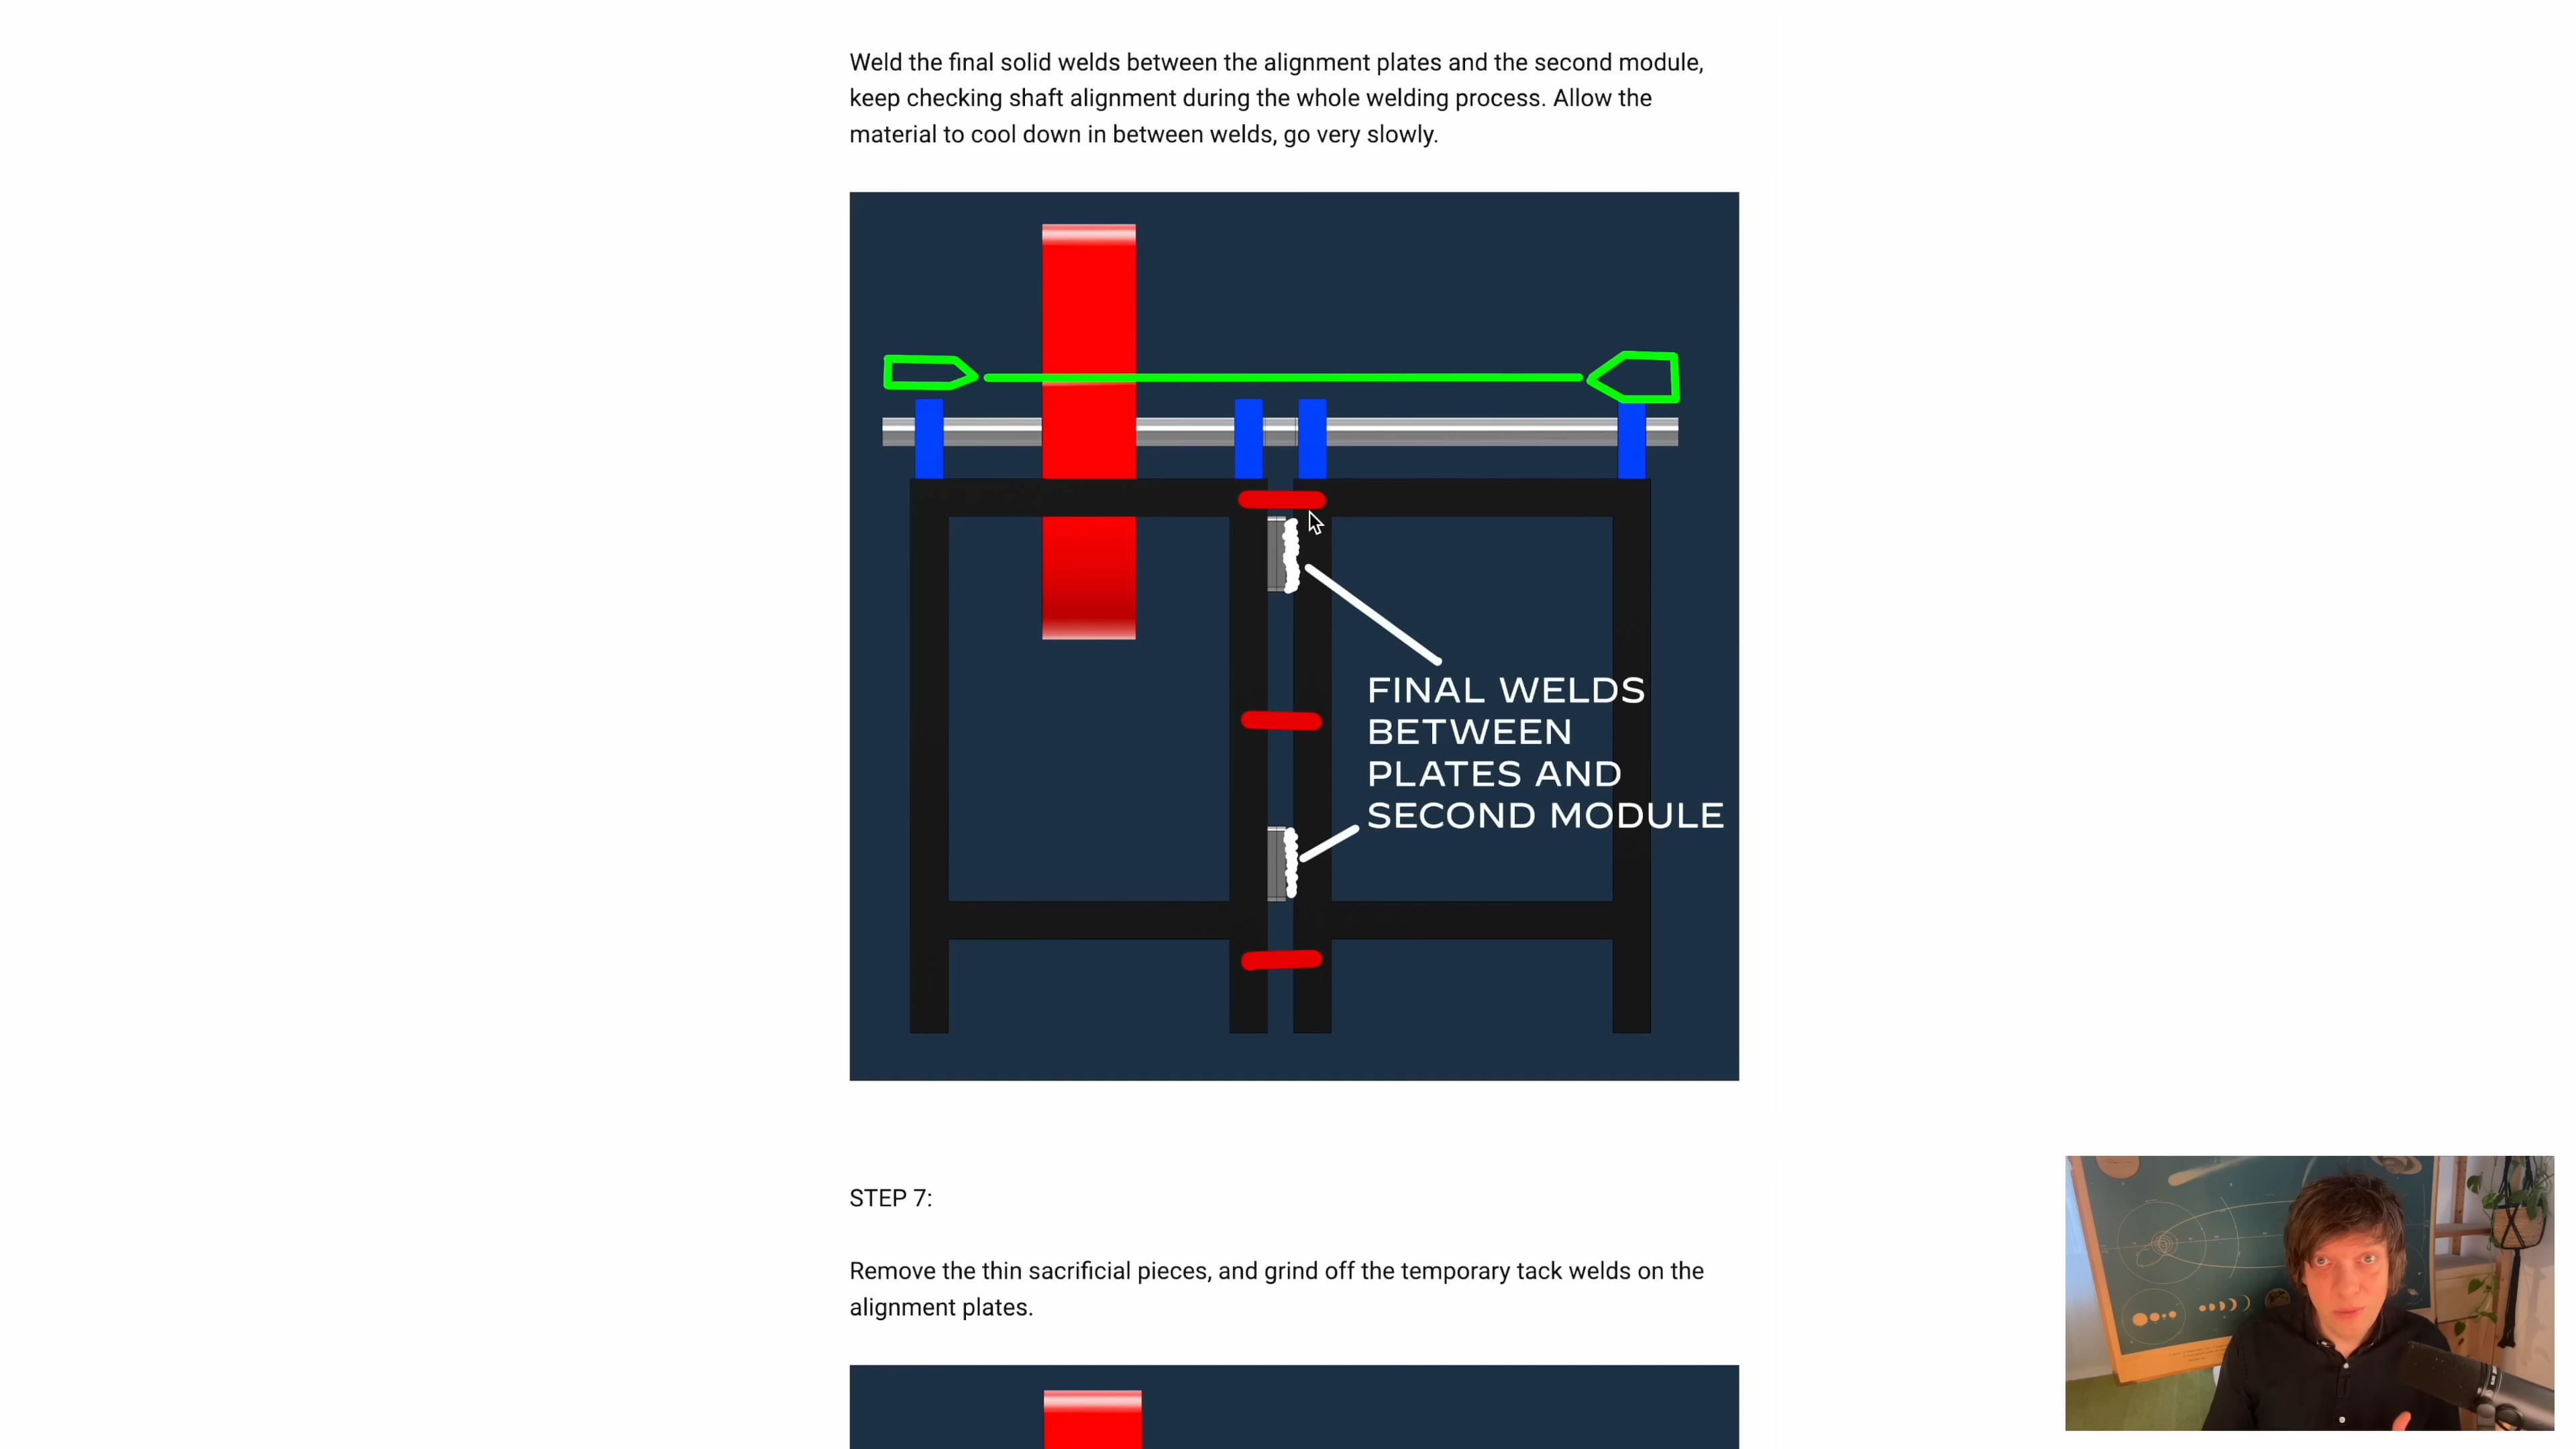 Weld the final solid welds between the alignment plates and the second module,
keep checking shaft alignment during the whole welding process. Allow the
material to cool down in between welds, go very slowly.
FINAL WELDS
BETWEEN
PLATES AND
SECOND MODULE
STEP 7:
Remove the thin sacrificial pieces, and grind off the temporary tack welds on the
alignment plates.